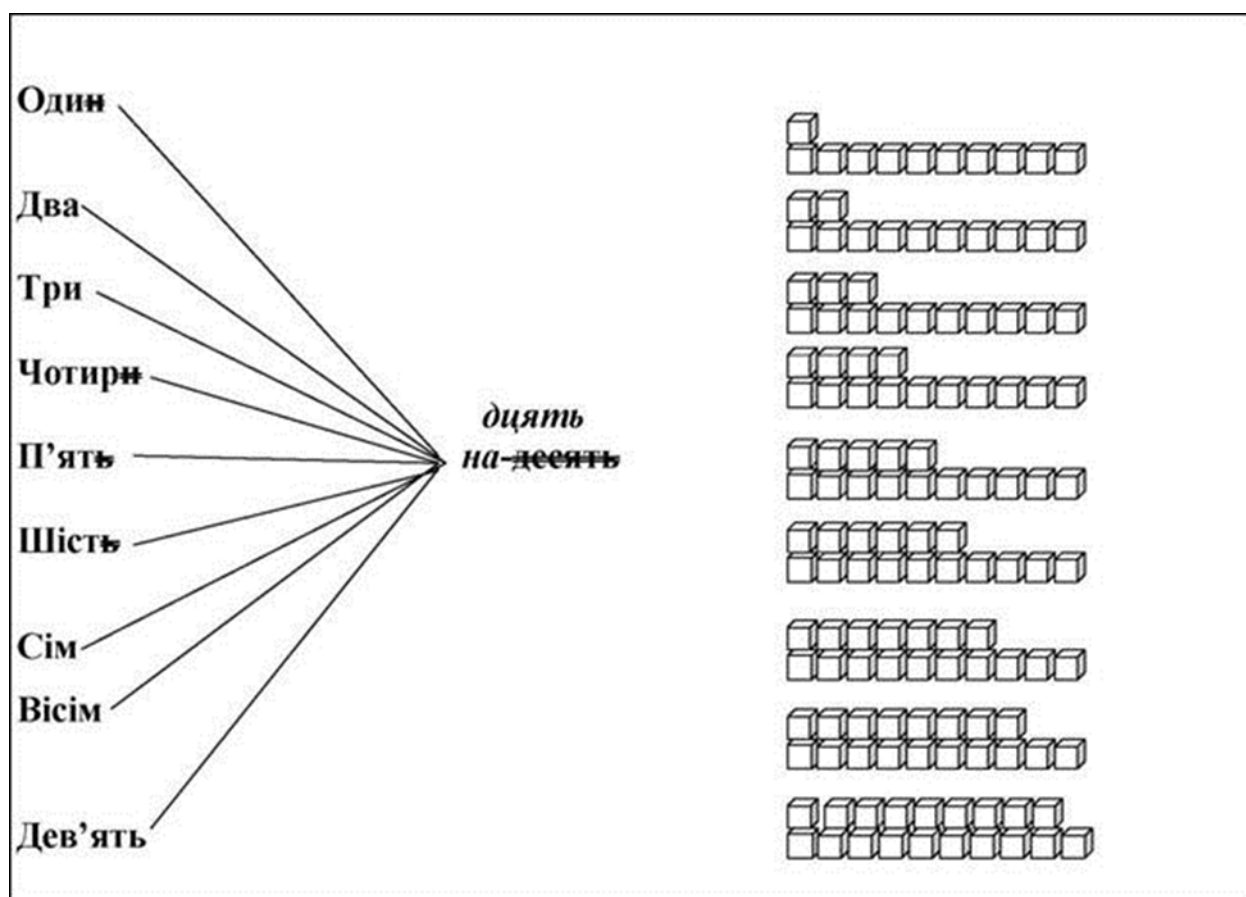 Один
Два
Три
Чотири
П’ять
Шість
Сім
Вісім
Дев’ять
дцять
на-десять